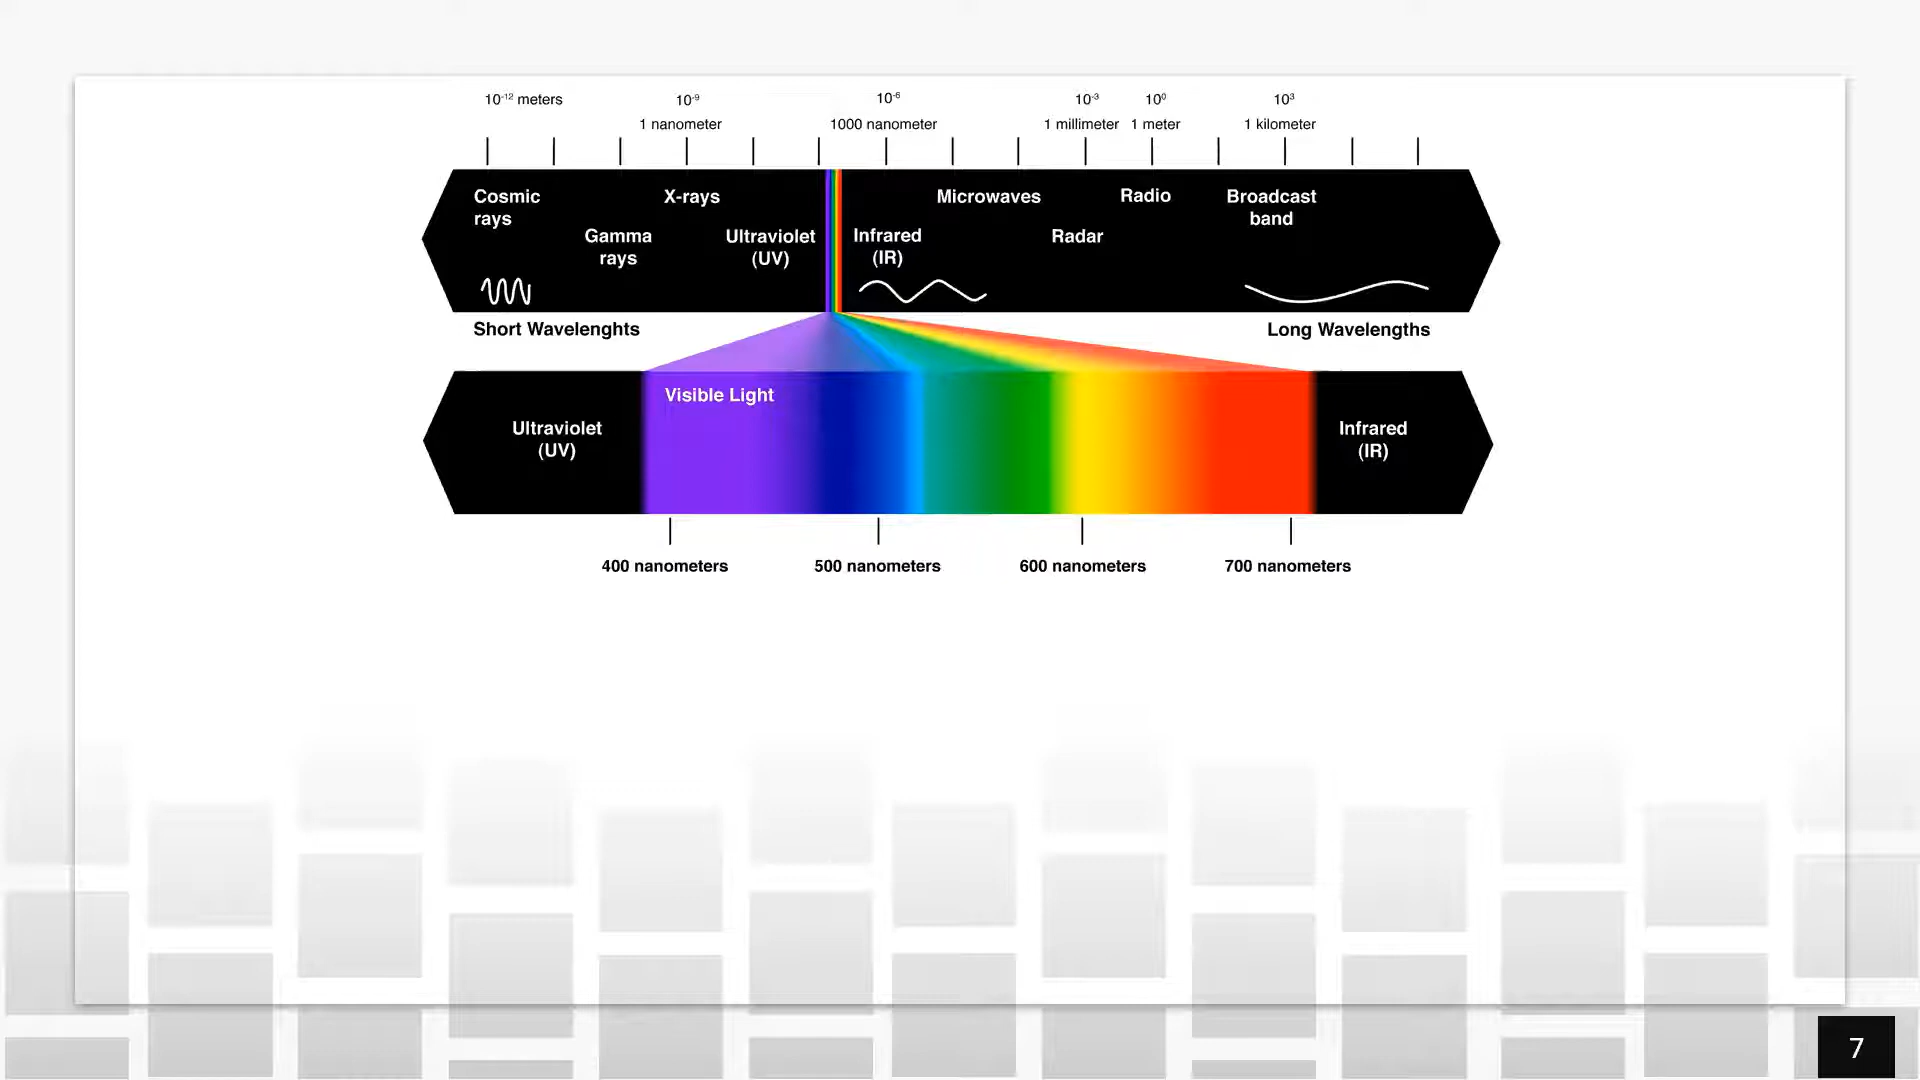 10-12 meters 10-9 10-6 10-3 100 103
1 nanometer 1000 nanometer 1 millimeter 1 meter 1 kilometer
Cosmic
rays
Gamma
rays
X-rays
Ultraviolet
(UV)
Infrared
(IR)
Microwaves
Radar
Radio
Broadcast
band
Short Wavelenghts Long Wavelengths
Visible Light
Ultraviolet
(UV)
Infrared
(IR)
400 nanometers 500 nanometers 600 nanometers 700 nanometers
7